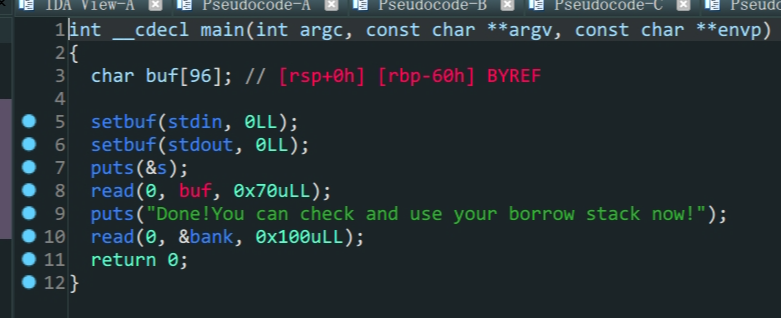 IDA View-A Pseudocode-A Pseudocode-B Pseudocode-C
1 int __cdecl main(int argc, const char **argv, const char **envp)
2 {
3 char buf[96]; // [rsp+0h] [rbp-60h] BYREF
4
5 setbuf(stdin, 0LL);
6 setbuf(stdout, 0LL);
7 puts(&s);
8 read(0, buf, 0x70uLL);
9 puts("Done!You can check and use your borrow stack now!");
10 read(0, &bank, 0x100uLL);
11 return 0;
12 }